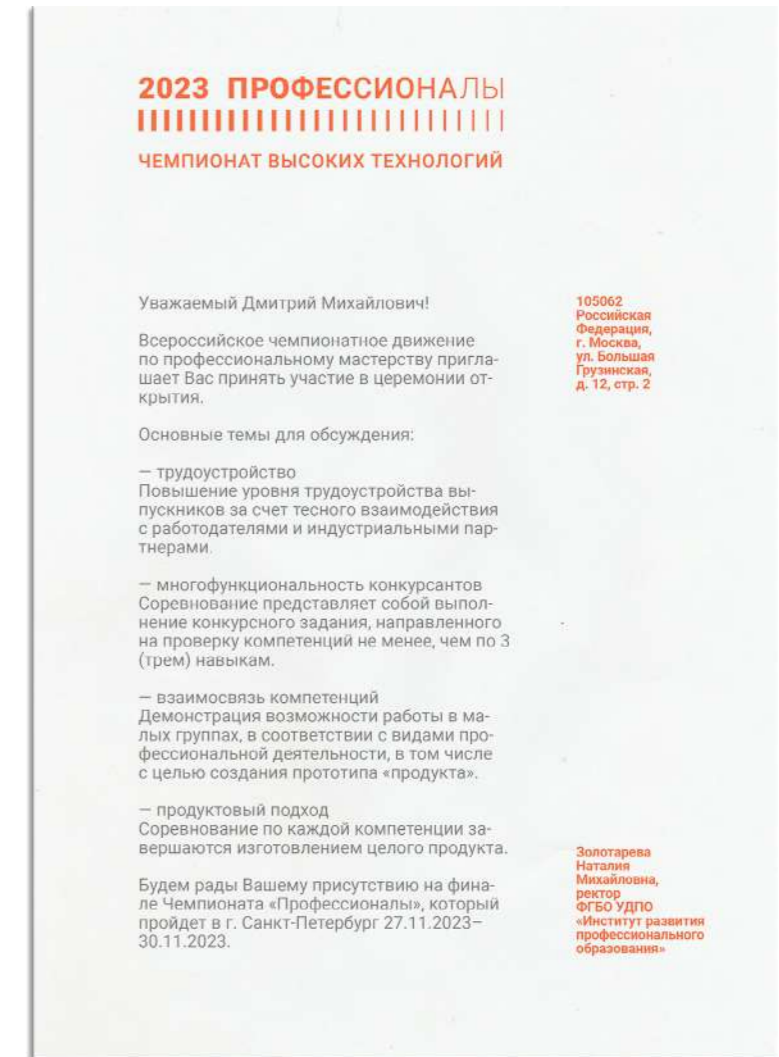 2023 ПРОФЕССИОНАЛЫ
ЧЕМПИОНАТ ВЫСОКИХ ТЕХНОЛОГИЙ
Уважаемый Дмитрий Михайлович!
Всероссийское чемпионатное движение
по профессиональному мастерству пригла-
шает Вас принять участие в церемонии от-
крытия.
Основные темы для обсуждения:
— трудоустройство
Повышение уровня трудоустройства вы-
пускников за счет тесного взаимодействия
с работодателями и индустриальными пар-
тнерами.
— многофункциональность конкурсантов
Соревнование представляет собой выпол-
нение конкурсного задания, направленного
на проверку компетенций не менее, чем по 3
(трем) навыкам.
— взаимосвязь компетенций
Демонстрация возможности работы в ма-
лых группах, в соответствии с видами про-
фессиональной деятельности, в том числе
с целью создания прототипа «продукта».
— продуктовый подход
Соревнование по каждой компетенции за-
вершаются изготовлением целого продукта.
Будем рады Вашему присутствию на фина-
ле Чемпионата «Профессионалы», который
пройдет в г. Санкт-Петербург 27.11.2023–
30.11.2023.
105062
Российская
Федерация,
г. Москва,
ул. Большая
Грузинская,
д. 12, стр. 2
Золотарева
Наталия
Михайловна,
ректор
ФГБО УДПО
«Институт развития
профессионального
образования»